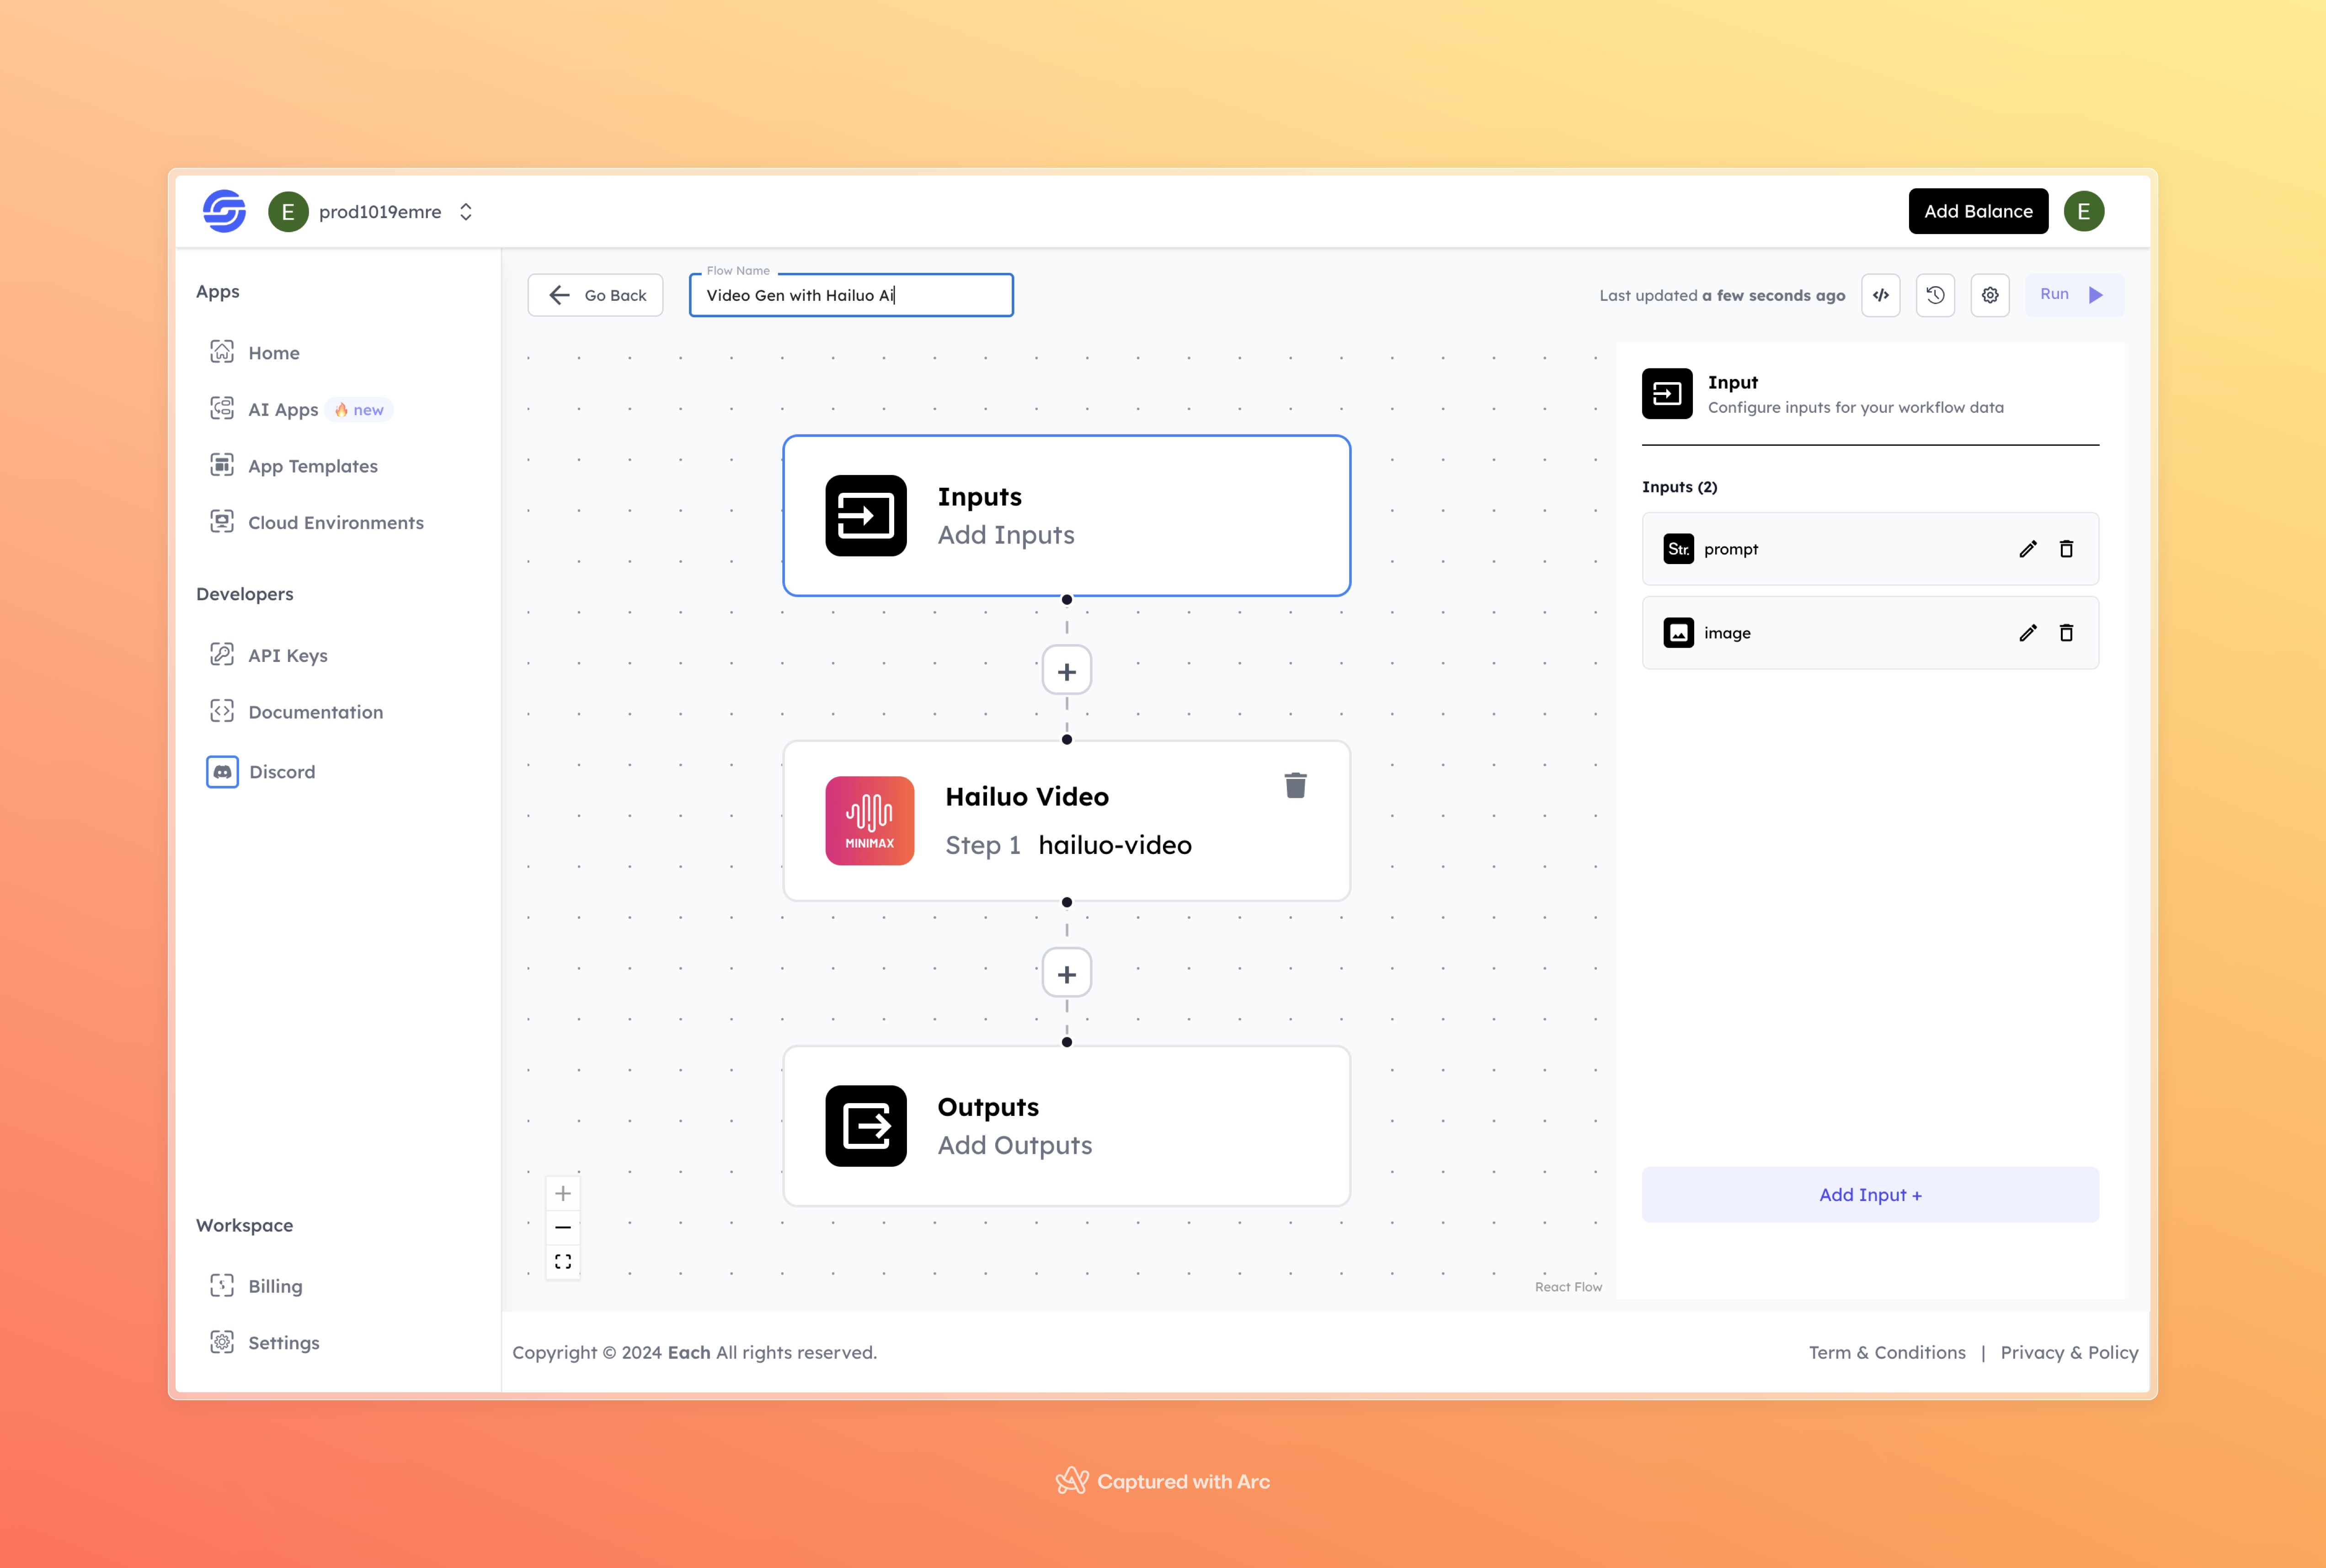 E prod1019emre
Add Balance E
Apps
Home
AI Apps 🔥 new
App Templates
Cloud Environments
Developers
API Keys
Documentation
Discord
Workspace
Billing
Settings
Go Back
Flow Name
Video Gen with Hailuo Ai
Last updated a few seconds ago
Run
Inputs
Add Inputs
+
MINIMAX
Hailuo Video
Step 1 hailuo-video
+
Outputs
Add Outputs
React Flow
Input
Configure inputs for your workflow data
Inputs (2)
Str. prompt
image
Add Input +
Copyright © 2024 Each All rights reserved.
Term & Conditions | Privacy & Policy
Captured with Arc